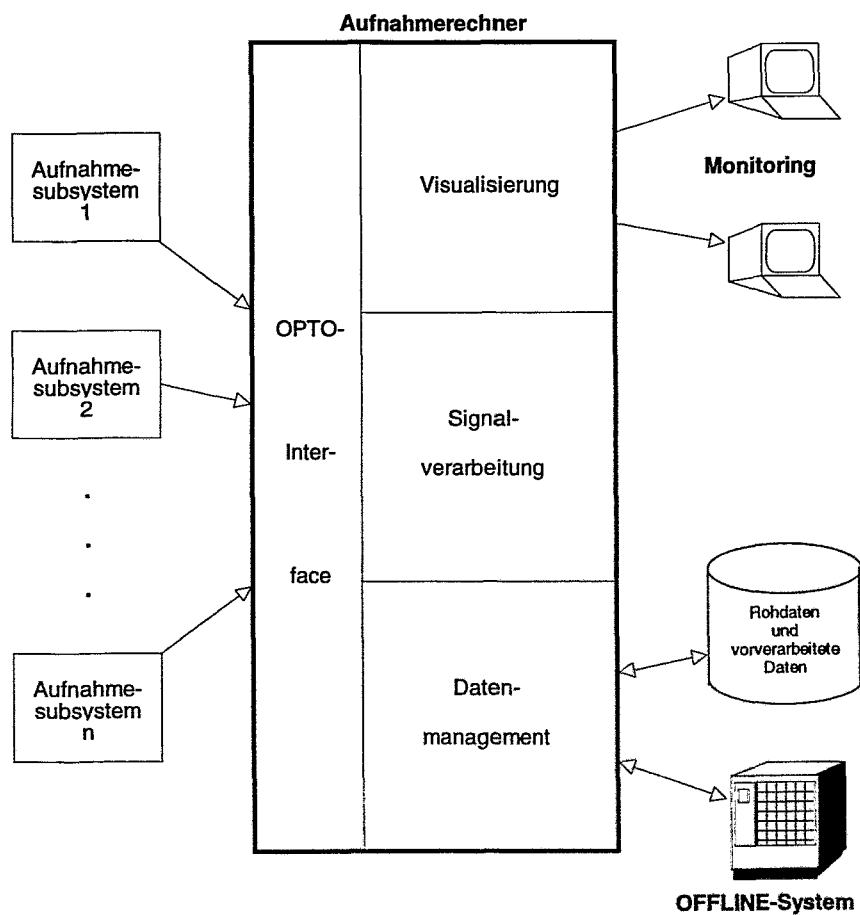 Aufnahmerechner
Aufnahme-
subsystem
1
Aufnahme-
subsystem
2
.
.
.
Aufnahme-
subsystem
n
OPTO-
Inter-
face
Visualisierung
Signal-
verarbeitung
Daten-
management
Monitoring
Rohdaten
und
vorverarbeitete
Daten
OFFLINE-System